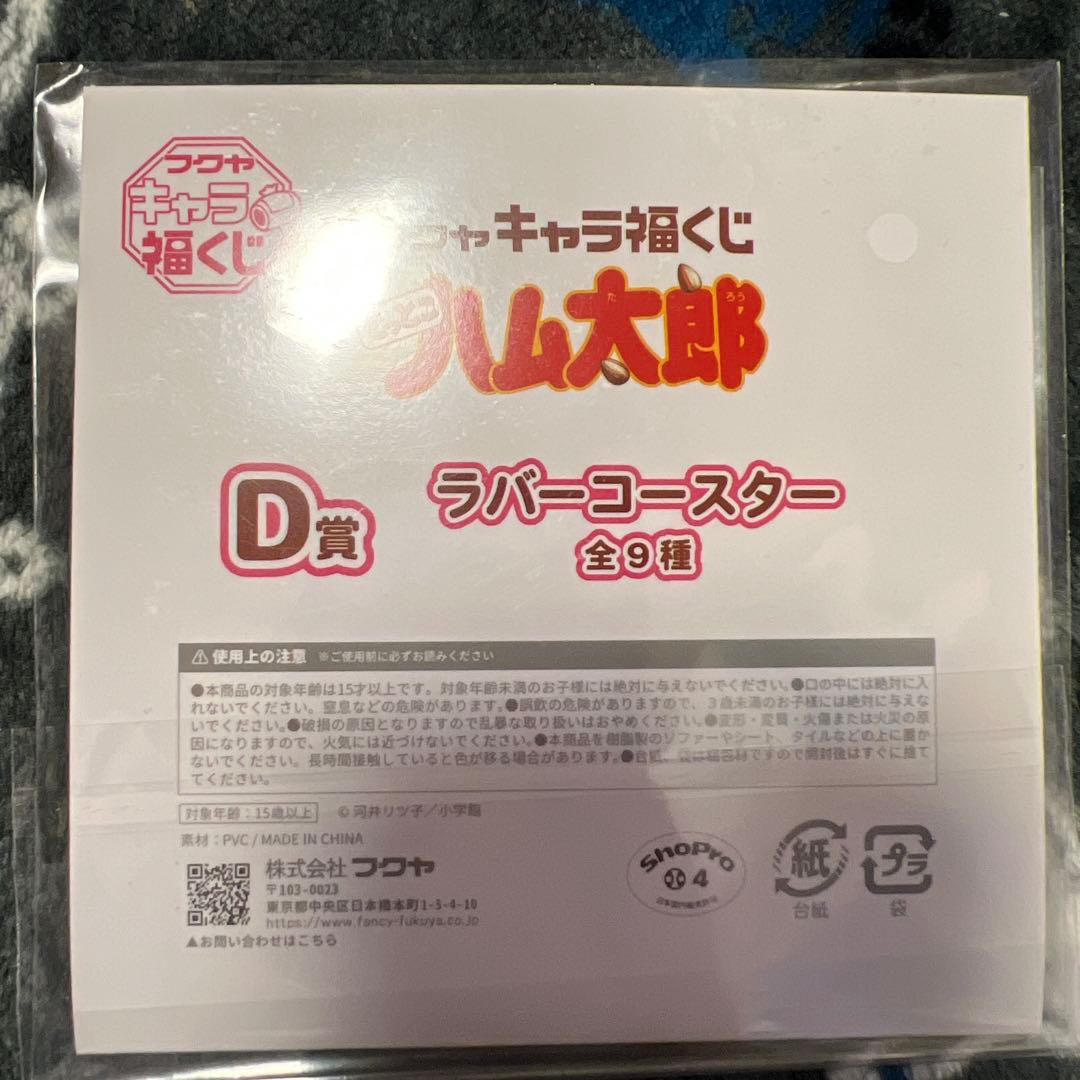 フクヤ
キャラ
福くじ
ャキャラ福くじ
ハム太郎
た ろう
D賞
ラバーコースター
全9種
⚠使用上の注意 ※ご使用前に必ずお読みください
●本商品の対象年齢は15才以上です。対象年齢未満のお子様には絶対に与えないでください。●口の中には絶対に入
れないでください。窒息などの危険があります。●誤飲の危険がありますので、3歳未満のお子様には絶対に与えな
いでください。●破損の原因となりますので乱暴な取り扱いはおやめください。●変形・変質・火傷または火災の原
因になりますので、火気には近づけないでください。●本商品を樹脂製のソファーやシート、タイルなどの上に置か
ないでください。長時間接触していると色が移る場合があります。●台紙、袋は梱包材ですので開封後はすぐに捨て
てください。
対象年齢:15歳以上 ©河井リツ子/小学館
素材:PVC / MADE IN CHINA
株式会社フクヤ
〒103-0023
東京都中央区日本橋本町1-5-4-10
https://www.fancy-fukuya.co.jp
▲お問い合わせはこちら
ShoPro
4
日本国内販売許可
紙
台紙
プラ
袋